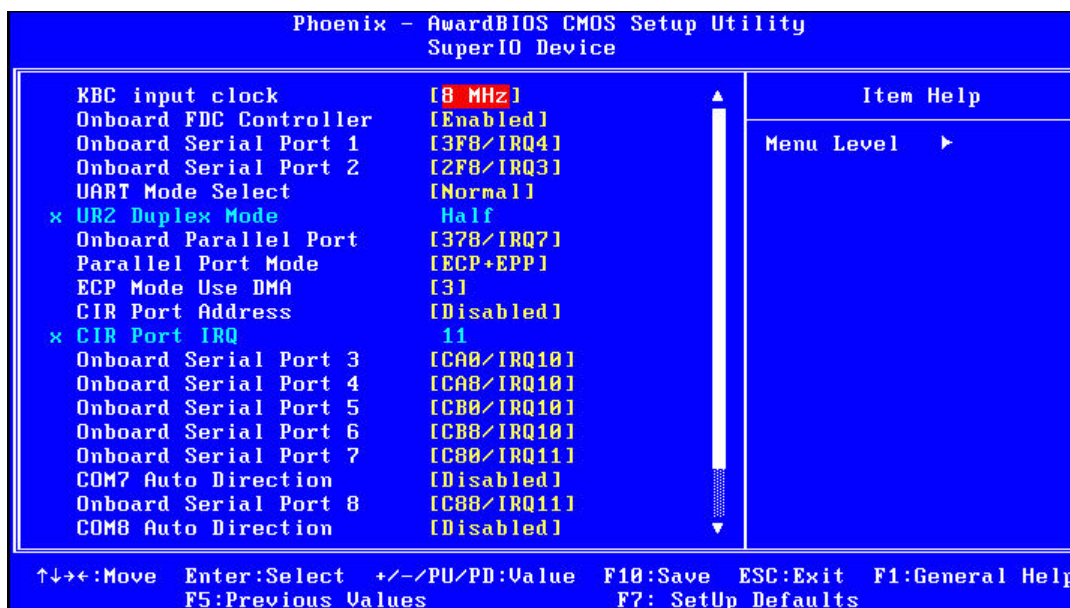 Phoenix - AwardBIOS CMOS Setup Utility
SuperIO Device
KBC input clock [8 MHz]
Onboard FDC Controller [Enabled]
Onboard Serial Port 1 [3F8/IRQ4]
Onboard Serial Port 2 [2F8/IRQ3]
UART Mode Select [Normal]
x UR2 Duplex Mode Half
Onboard Parallel Port [378/IRQ7]
Parallel Port Mode [ECP+EPP]
ECP Mode Use DMA [3]
CIR Port Address [Disabled]
x CIR Port IRQ 11
Onboard Serial Port 3 [CA0/IRQ10]
Onboard Serial Port 4 [CA8/IRQ10]
Onboard Serial Port 5 [CB0/IRQ10]
Onboard Serial Port 6 [CB8/IRQ10]
Onboard Serial Port 7 [C80/IRQ11]
COM7 Auto Direction [Disabled]
Onboard Serial Port 8 [C88/IRQ11]
COM8 Auto Direction [Disabled]
Item Help
Menu Level ►
↑↓→←:Move Enter:Select +/-/PU/PD:Value F10:Save ESC:Exit F1:General Help
F5:Previous Values F7: SetUp Defaults